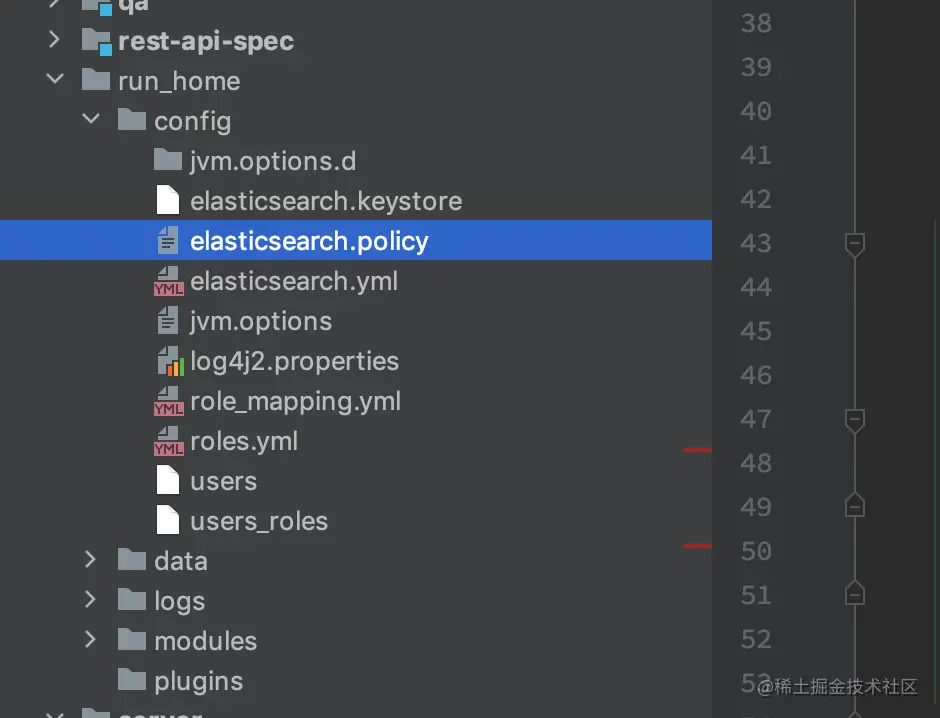 qa
rest-api-spec
run_home
config
jvm.options.d
elasticsearch.keystore
elasticsearch.policy
elasticsearch.yml
YML
jvm.options
log4j2.properties
role_mapping.yml
YML
roles.yml
YML
users
users_roles
data
logs
modules
plugins
server
38
39
40
41
42
43
44
45
46
47
48
49
50
51
52
53
@稀土掘金技术社区